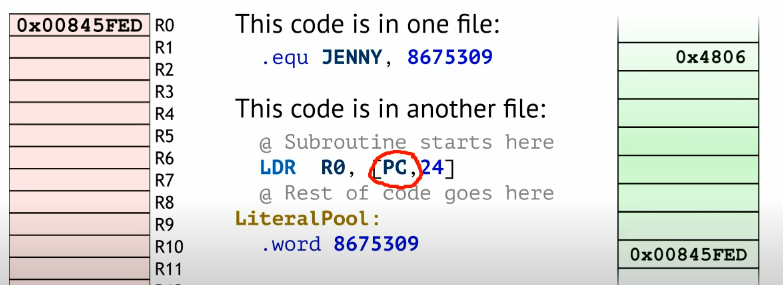 0x00845FED R0
R1
R2
R3
R4
R5
R6
R7
R8
R9
R10
R11
This code is in one file:
.equ JENNY, 8675309
This code is in another file:
@ Subroutine starts here
LDR R0, [PC,24]
@ Rest of code goes here
LiteralPool:
.word 8675309
0x4806
0x00845FED